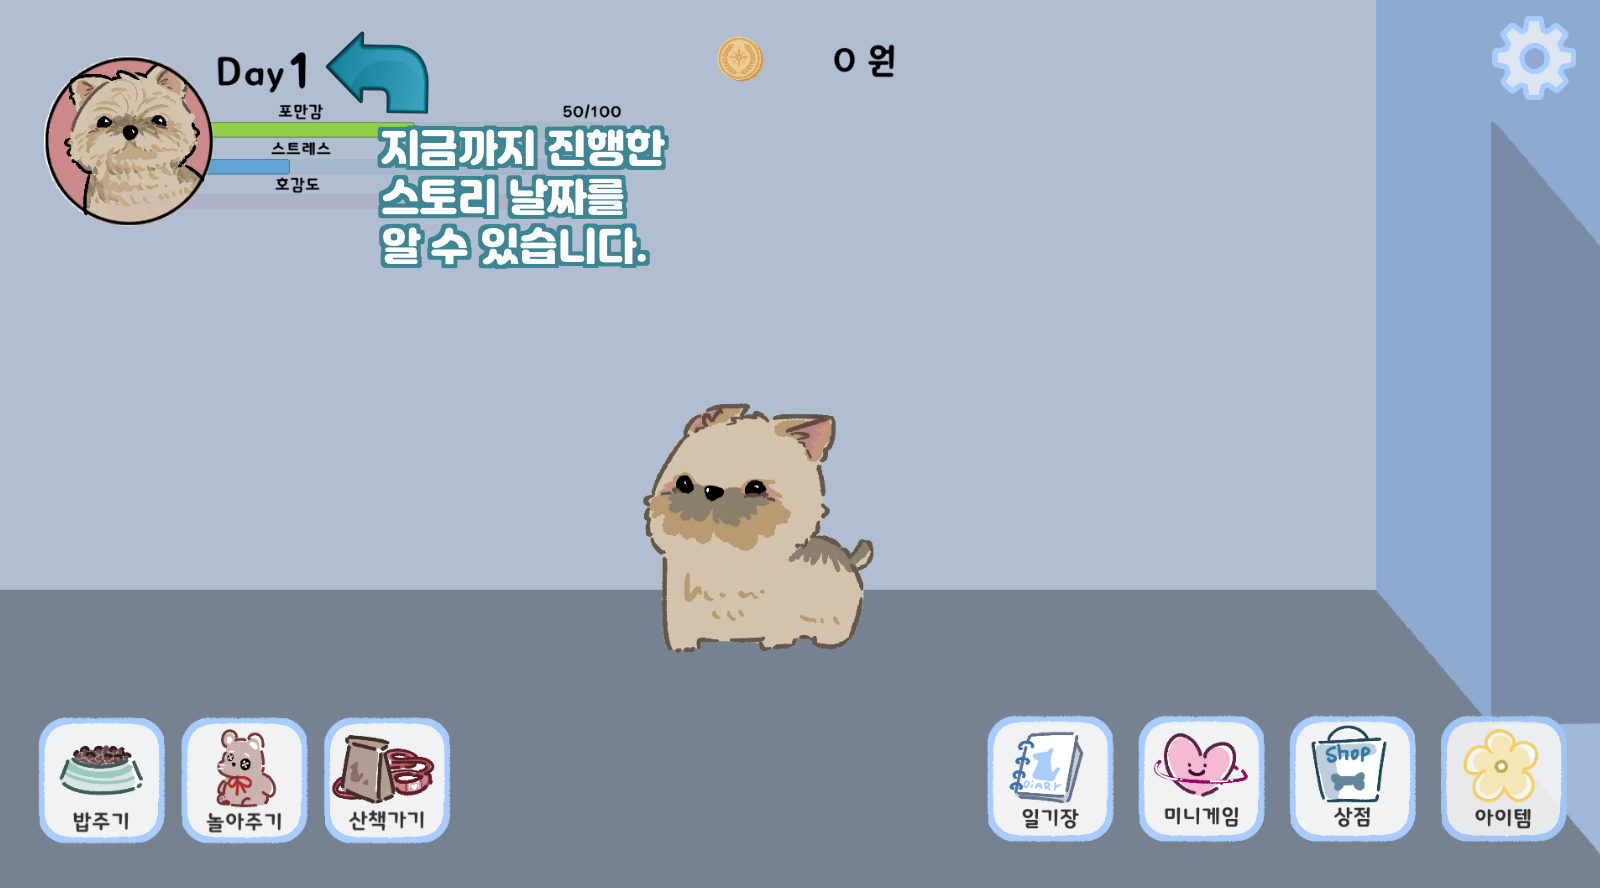 Day1
0 원
포만감
50/100
스트레스
호감도
지금까지 진행한
스토리 날짜를
알 수 있습니다.
밥주기
놀아주기
산책가기
DiARY
일기장
미니게임
Shop
상점
아이템